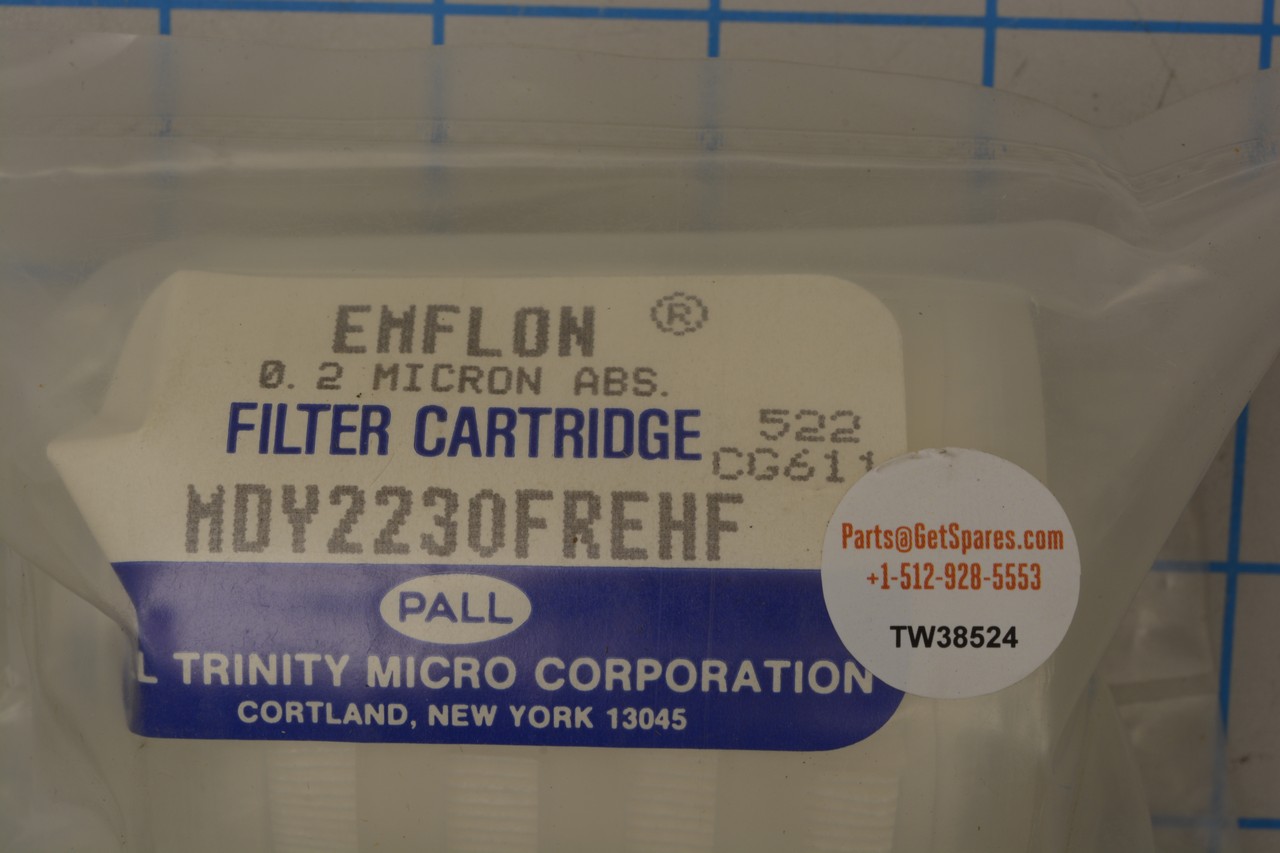 EMFLON ®
0.2 MICRON ABS.
FILTER CARTRIDGE
522
CG611
MDY2230FREHF
PALL
L TRINITY MICRO CORPORATION
CORTLAND, NEW YORK 13045
Parts@GetSpares.com
+1-512-928-5553
TW38524